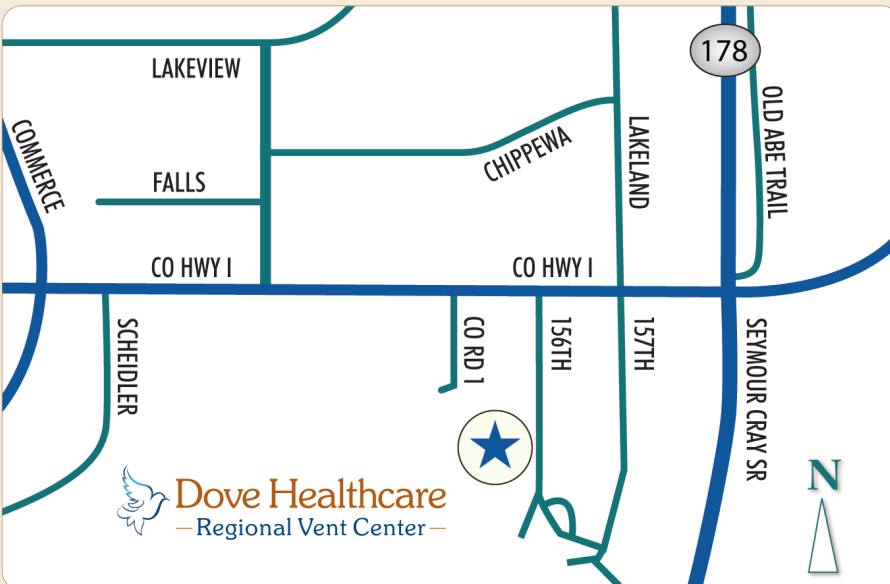 178
LAKEVIEW
OLD ABE TRAIL
COMMERCE
LAKELAND
CHIPPEWA
FALLS
CO HWY I
CO HWY I
SCHEIDLER
CO RD 1
156TH
157TH
SEYMOUR CRAY SR
N
Dove Healthcare
Regional Vent Center